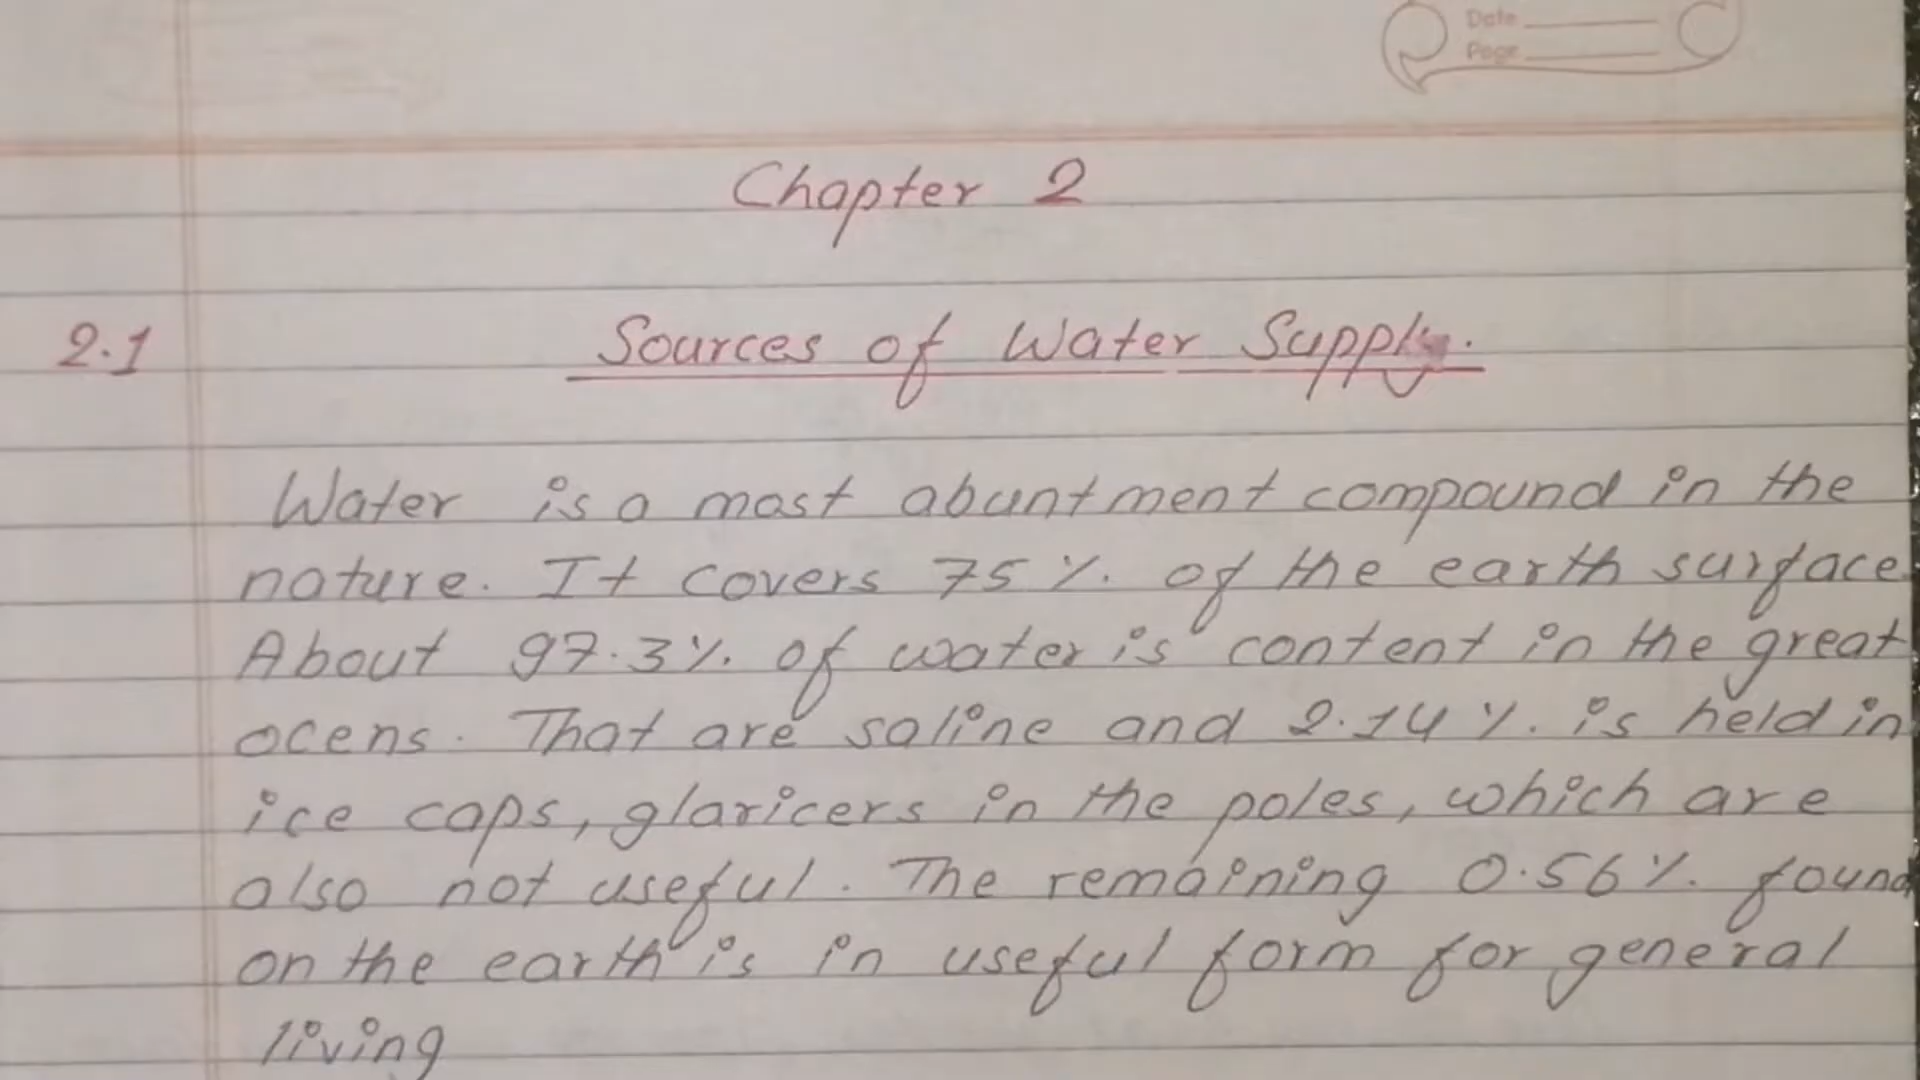 Date
Page
Chapter 2
2.1 Sources of Water Supply.
Water is a most abuntment compound in the
nature. It covers 75%. of the earth surface.
About 97.3%. of water is content in the great
ocens. That are saline and 2.14%. is held in
ice caps, glaricers in the poles, which are
also not useful. The remaining 0.56%. found
on the earth is in useful form for general
living